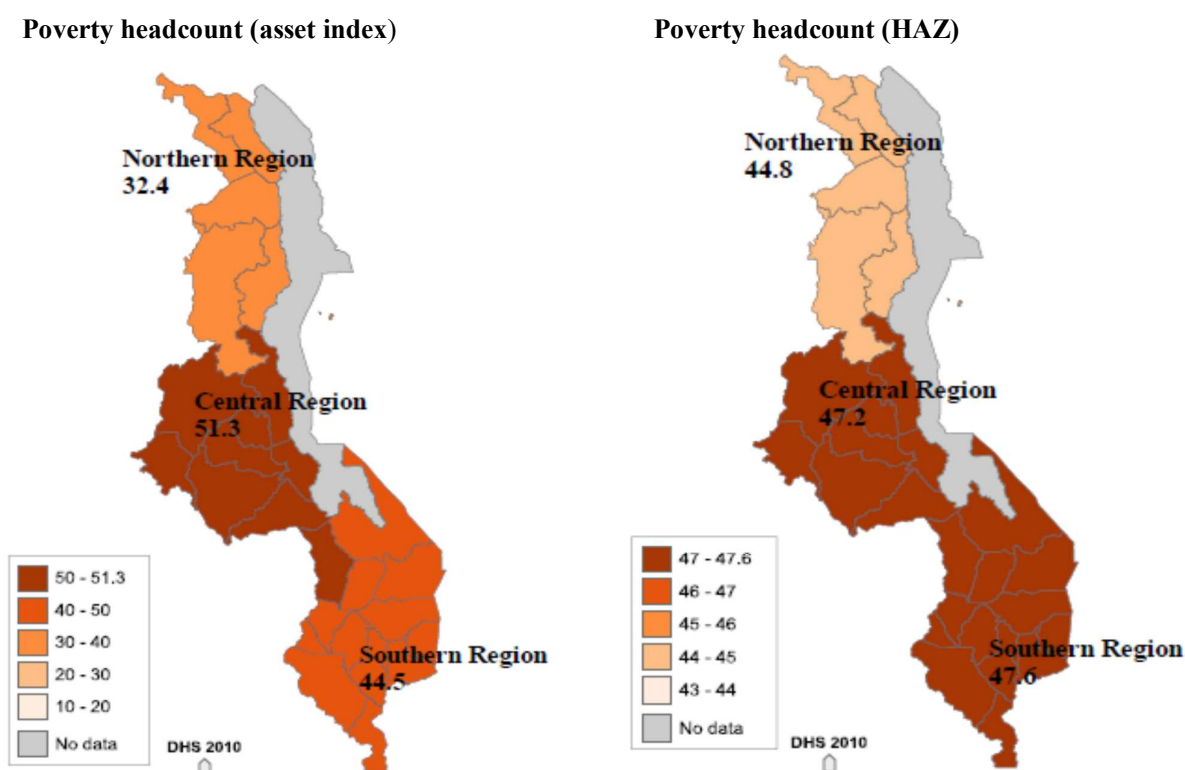 Poverty headcount (asset index)
Northern Region
32.4
Central Region
51.3
Southern Region
44.5
50 - 51.3
40 - 50
30 - 40
20 - 30
10 - 20
No data
DHS 2010
Poverty headcount (HAZ)
Northern Region
44.8
Central Region
47.2
Southern Region
47.6
47 - 47.6
46 - 47
45 - 46
44 - 45
43 - 44
No data
DHS 2010